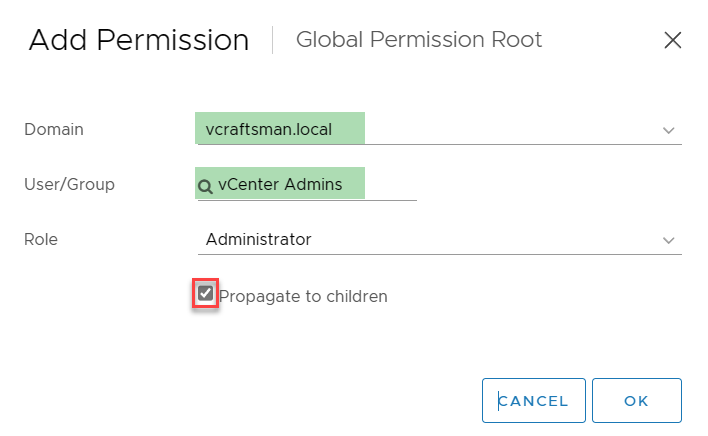 Add Permission Global Permission Root
Domain vcraftsman.local
User/Group vCenter Admins
Role Administrator
Propagate to children
CANCEL OK